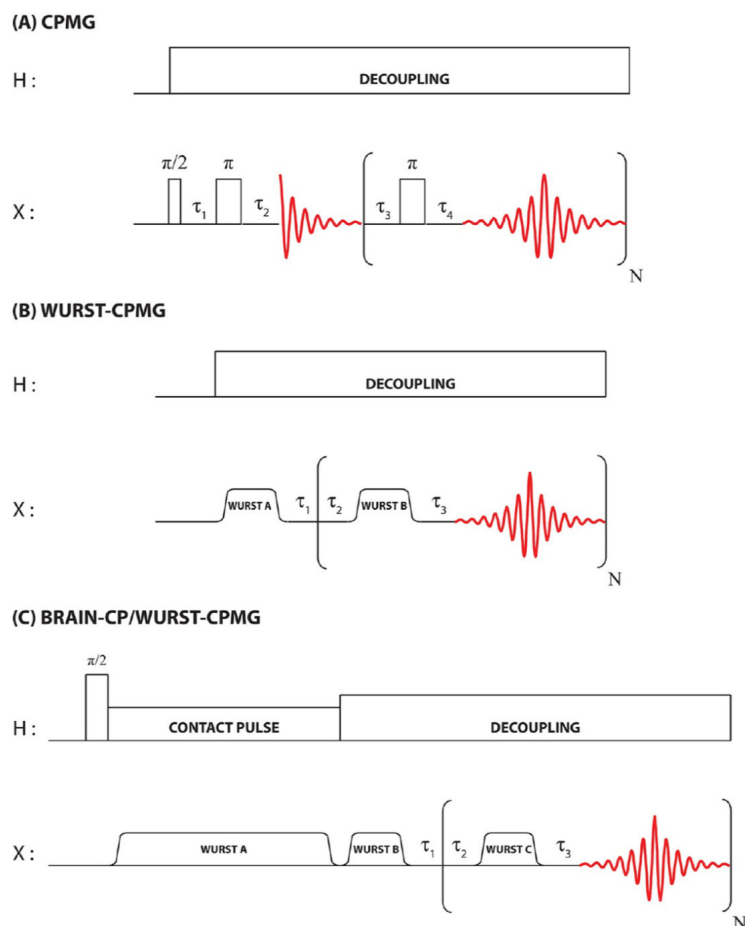 (A) CPMG
H : DECOUPLING
π/2 π π
X : τ1 τ2 τ3 τ4
N
(B) WURST-CPMG
H : DECOUPLING
X : WURST A τ1 τ2 WURST B τ3
N
(C) BRAIN-CP/WURST-CPMG
π/2
H : CONTACT PULSE DECOUPLING
X : WURST A WURST B τ1 τ2 WURST C τ3
N